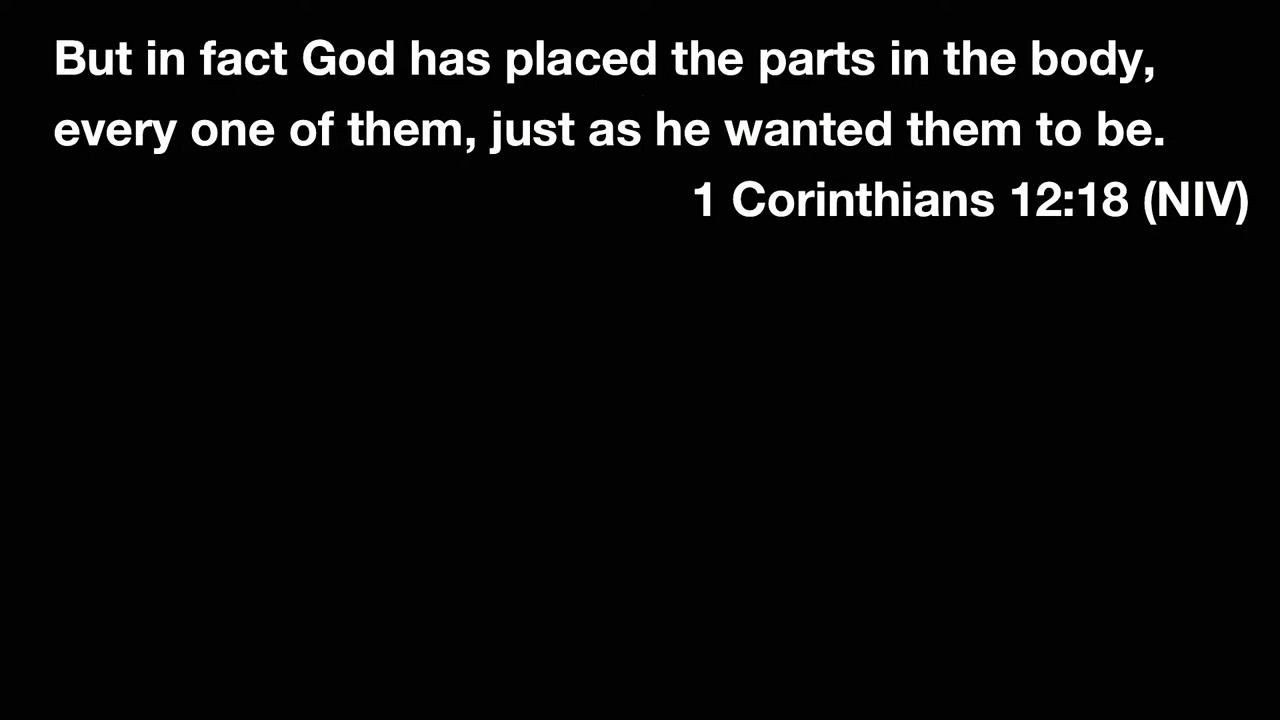 But in fact God has placed the parts in the body,
every one of them, just as he wanted them to be.
1 Corinthians 12:18 (NIV)